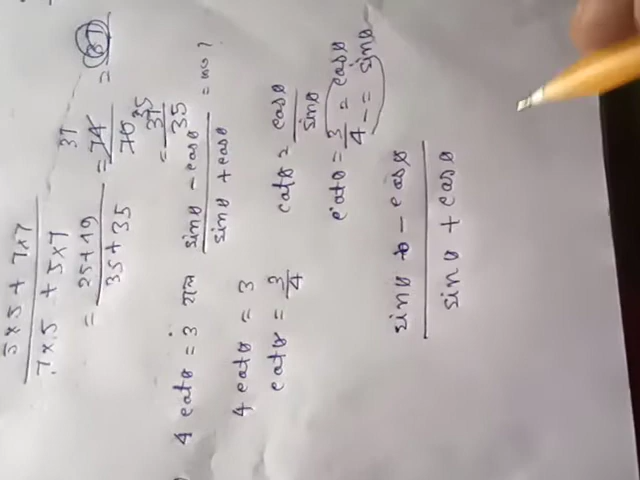 5×5 + 7×7 / 7×5 + 5×7
= 25+49 / 35+35 = 74 / 70 = 37 / 35
4 cotθ = 3 sinθ − cosθ / sinθ + cosθ = ?
4 cotθ = 3 cotθ = cosθ / sinθ
cotθ = 3/4 cotθ = 3/4 = cosθ / sinθ
sinθ − cosθ / sinθ + cosθ